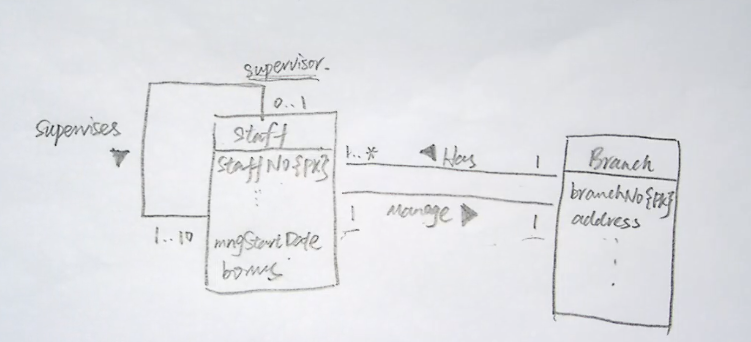 supervisor
0..1
Supervises
Staff
StaffNo{PK}
1..*
Has
1
Branch
branchNo{PK}
address
Manage
1
1
1..10
mngStartDate
bonus